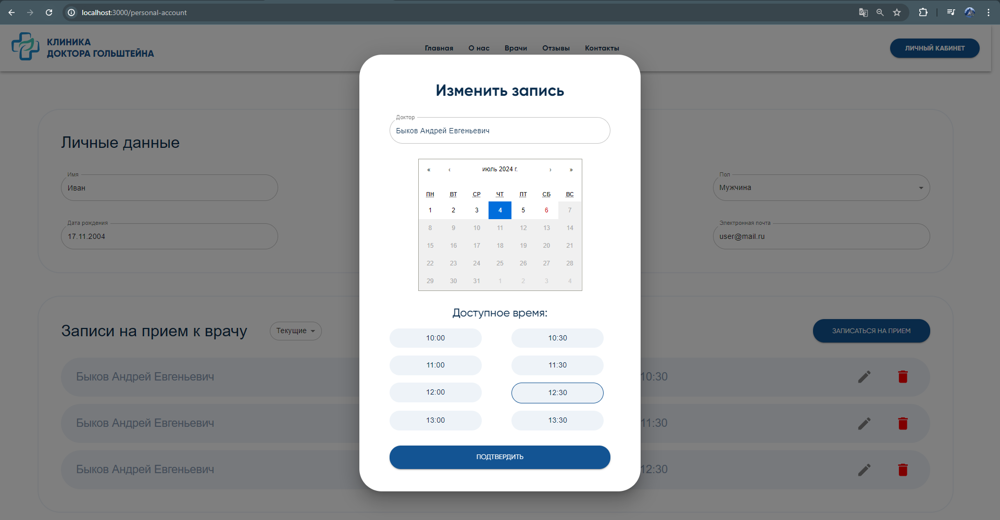 localhost:3000/personal-account
КЛИНИКА
ДОКТОРА ГОЛЬШТЕЙНА
Главная О нас Врачи Отзывы Контакты
ЛИЧНЫЙ КАБИНЕТ
Изменить запись
Доктор
Быков Андрей Евгеньевич
« ‹ июль 2024 г. › »
ПН ВТ СР ЧТ ПТ СБ ВС
1 2 3 4 5 6 7
8 9 10 11 12 13 14
15 16 17 18 19 20 21
22 23 24 25 26 27 28
29 30 31 1 2 3 4
Доступное время:
10:00 10:30
11:00 11:30
12:00 12:30
13:00 13:30
ПОДТВЕРДИТЬ
Личные данные
Имя
Иван
Пол
Мужчина
Дата рождения
17.11.2004
Электронная почта
user@mail.ru
Записи на прием к врачу
Текущие
ЗАПИСАТЬСЯ НА ПРИЕМ
Быков Андрей Евгеньевич 10:30
Быков Андрей Евгеньевич 11:30
Быков Андрей Евгеньевич 12:30